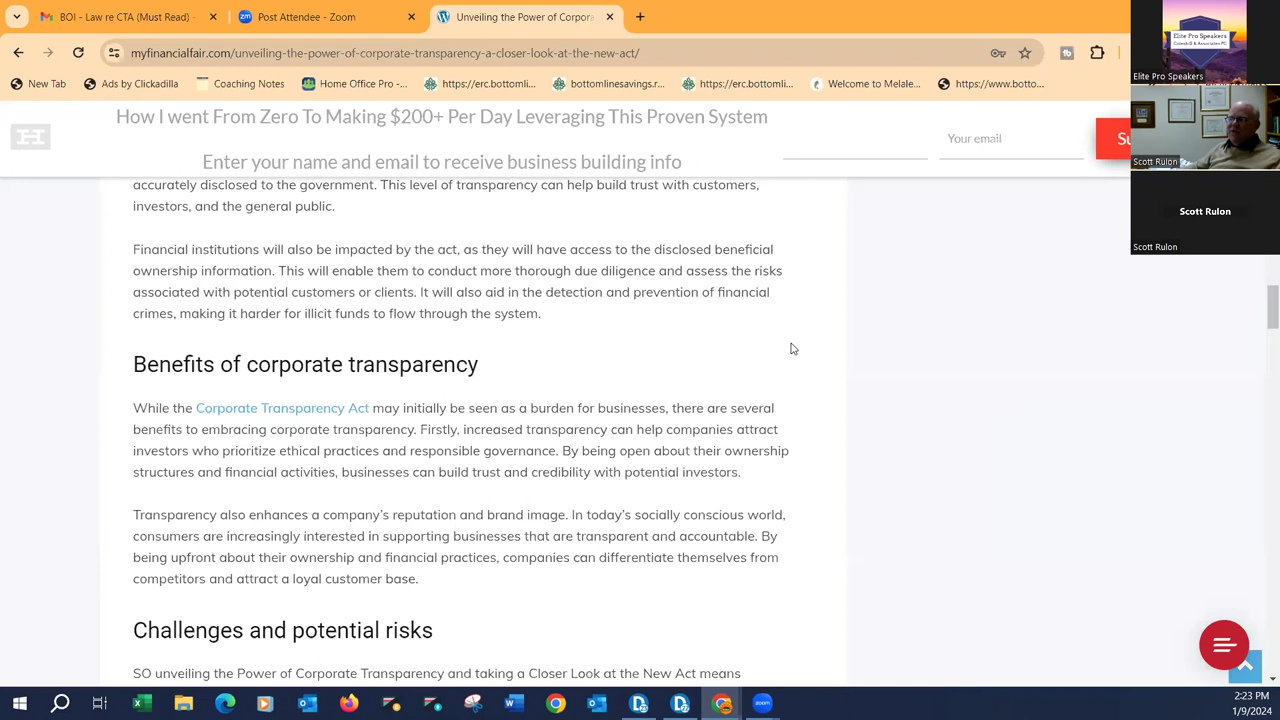 BOI - Law re CTA (Must Read) -
Post Attendee - Zoom
Unveiling the Power of Corpora
myfinancialfair.com/unveiling-the-power-of-corporate-transparency-a-closer-look-at-the-new-act/
New Tab
Ads by Clickadilla
Coaching Notes
Home Office Pro -...
bottomlinesavings.r...
https://erc.bottomli...
Welcome to Melale...
https://www.botto...
How I went From Zero To Making $200 Per Day Leveraging This Proven System
Enter your name and e-mail to receive business building info
Your email
Su
Elite Pro Speakers
Elite Pro Speakers
Scott Rulon
Scott Rulon
Scott Rulon
accurately disclosed to the government. This level of transparency can help build trust with customers,
investors, and the general public.
Financial institutions will also be impacted by the act, as they will have access to the disclosed beneficial
ownership information. This will enable them to conduct more thorough due diligence and assess the risks
associated with potential customers or clients. It will also aid in the detection and prevention of financial
crimes, making it harder for illicit funds to flow through the system.
Benefits of corporate transparency
While the Corporate Transparency Act may initially be seen as a burden for businesses, there are several
benefits to embracing corporate transparency. Firstly, increased transparency can help companies attract
investors who prioritize ethical practices and responsible governance. By being open about their ownership
structures and financial activities, businesses can build trust and credibility with potential investors.
Transparency also enhances a company's reputation and brand image. In today's socially conscious world,
consumers are increasingly interested in supporting businesses that are transparent and accountable. By
being upfront about their ownership and financial practices, companies can differentiate themselves from
competitors and attract a loyal customer base.
Challenges and potential risks
SO unveiling the Power of Corporate Transparency and taking a Closer Look at the New Act means
2:23 PM
1/9/2024